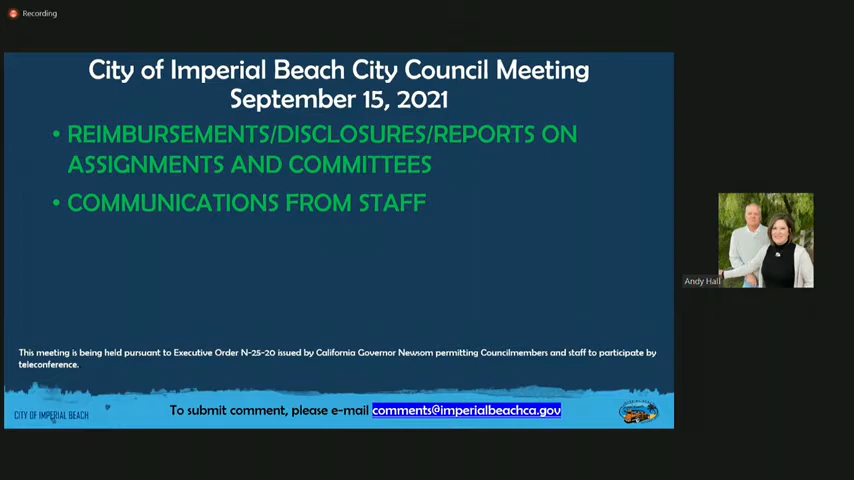 Recording
City of Imperial Beach City Council Meeting
September 15, 2021
• REIMBURSEMENTS/DISCLOSURES/REPORTS ON
ASSIGNMENTS AND COMMITTEES
• COMMUNICATIONS FROM STAFF
Andy Hall
This meeting is being held pursuant to Executive Order N-25-20 issued by California Governor Newsom permitting Councilmembers and staff to participate by
teleconference.
CITY OF IMPERIAL BEACH
To submit comment, please e-mail comments@imperialbeachca.gov